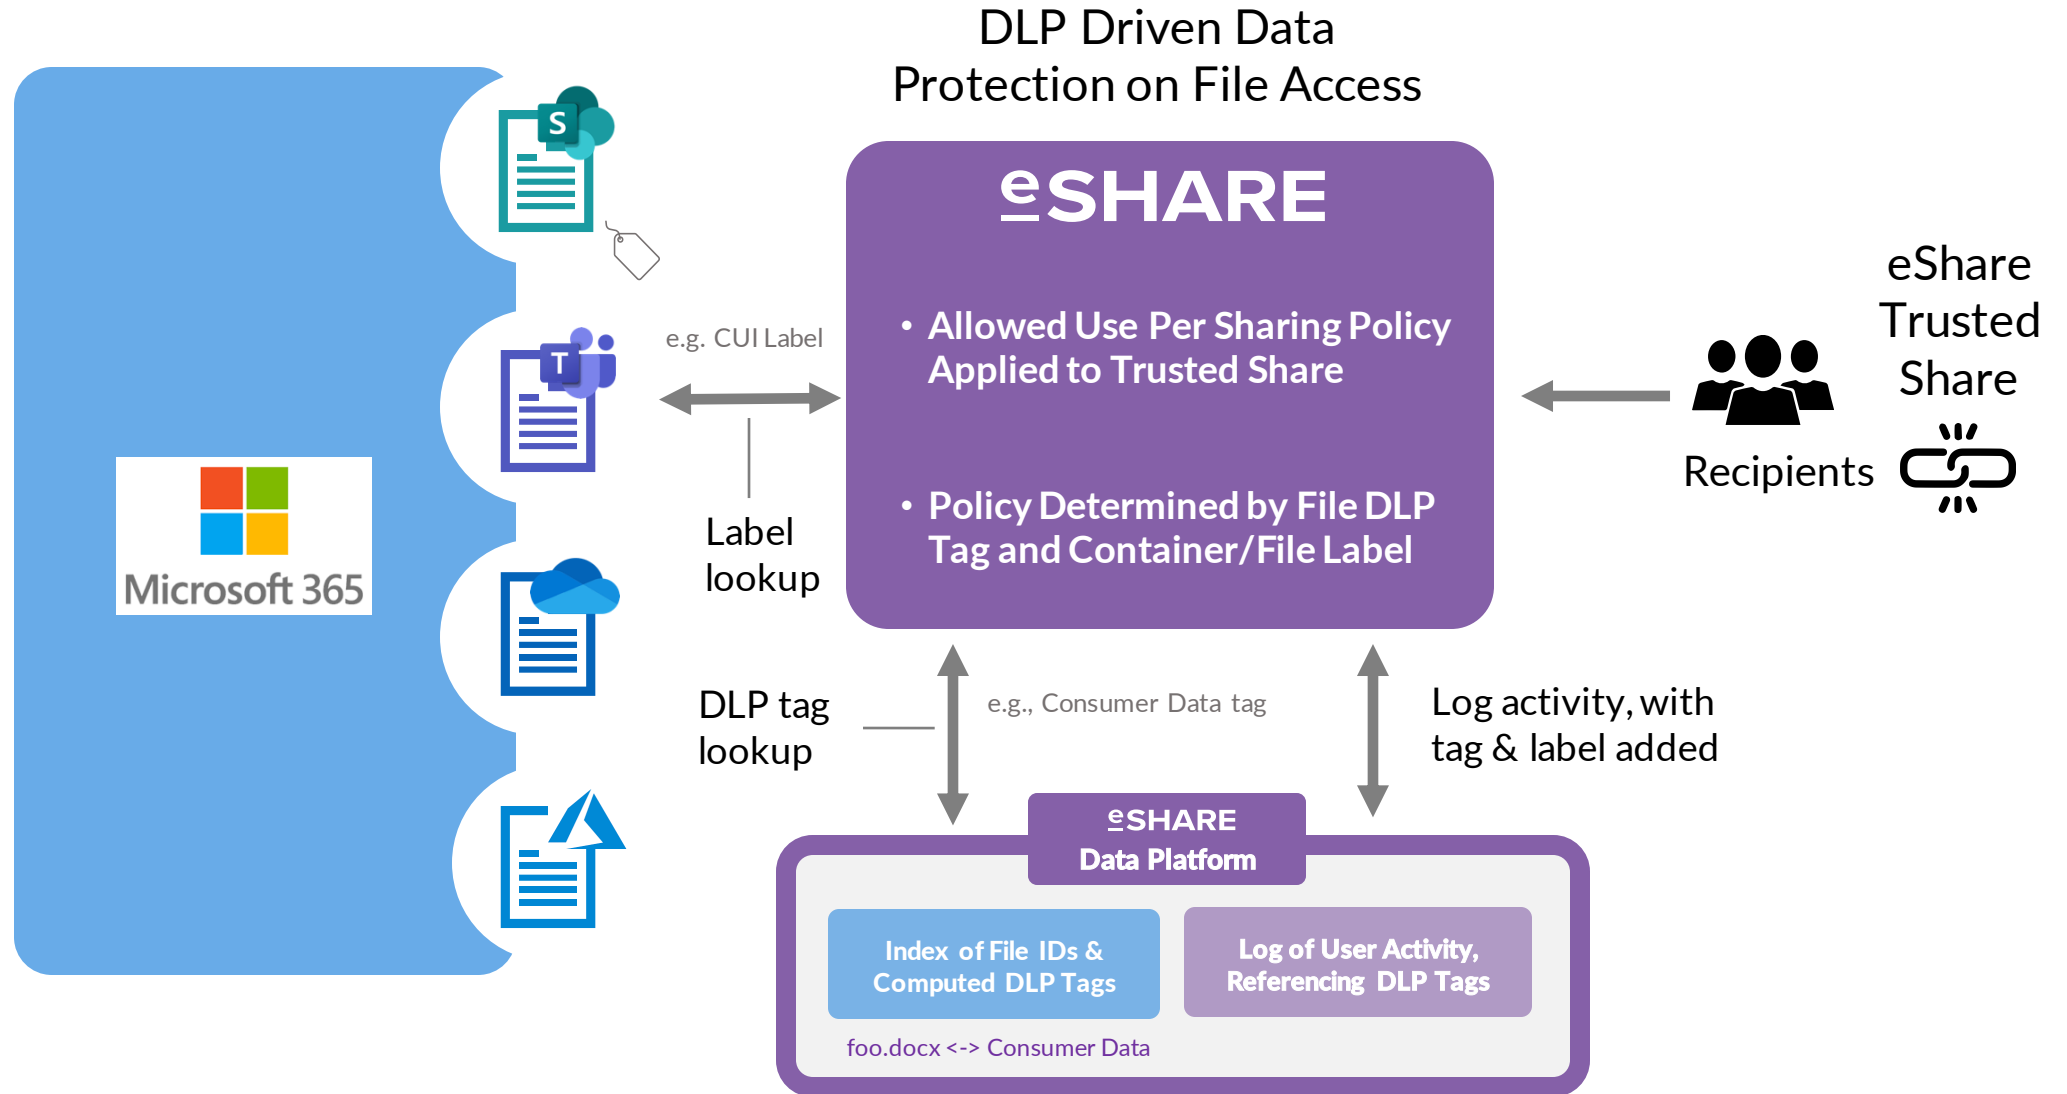 DLP Driven Data
Protection on File Access
S
eSHARE
e.g. CUI Label
T
• Allowed Use Per Sharing Policy
Applied to Trusted Share
eShare
Trusted
Share
Recipients
Microsoft 365
Label
lookup
• Policy Determined by File DLP
Tag and Container/File Label
DLP tag
lookup
e.g., Consumer Data tag
Log activity, with
tag & label added
eSHARE
Data Platform
Index of File IDs &
Computed DLP Tags
Log of User Activity,
Referencing DLP Tags
foo.docx <-> Consumer Data